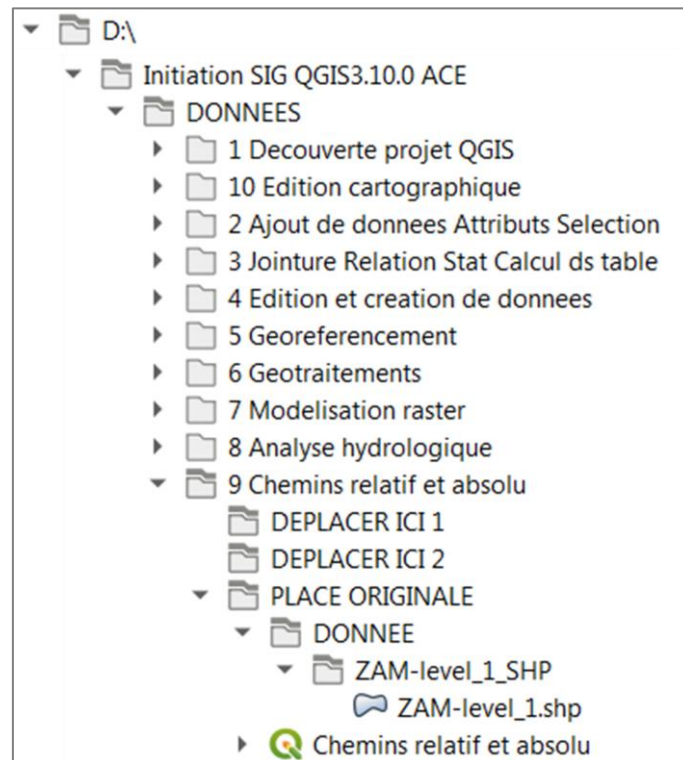 D:\
Initiation SIG QGIS3.10.0 ACE
DONNEES
1 Decouverte projet QGIS
10 Edition cartographique
2 Ajout de donnees Attributs Selection
3 Jointure Relation Stat Calcul ds table
4 Edition et creation de donnees
5 Georeferencement
6 Geotraitements
7 Modelisation raster
8 Analyse hydrologique
9 Chemins relatif et absolu
DEPLACER ICI 1
DEPLACER ICI 2
PLACE ORIGINALE
DONNEE
ZAM-level_1_SHP
ZAM-level_1.shp
Chemins relatif et absolu